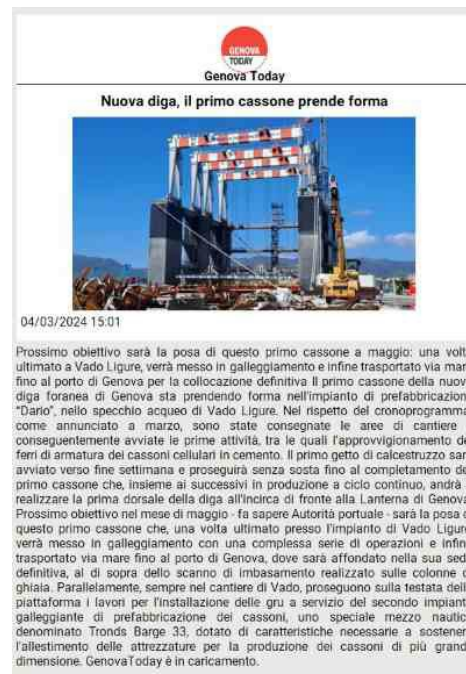 GENOVA
TODAY
Genova Today
Nuova diga, il primo cassone prende forma
04/03/2024 15:01
Prossimo obiettivo sarà la posa di questo primo cassone a maggio: una volt
ultimato a Vado Ligure, verrà messo in galleggiamento e infine trasportato via mar
fino al porto di Genova per la collocazione definitiva Il primo cassone della nuov
diga foranea di Genova sta prendendo forma nell'impianto di prefabbricazion
"Dario", nello specchio acqueo di Vado Ligure. Nel rispetto del cronoprogramma
come annunciato a marzo, sono state consegnate le aree di cantiere
conseguentemente avviate le prime attività, tra le quali l'approvvigionamento de
ferri di armatura dei cassoni cellulari in cemento. Il primo getto di calcestruzzo sar
avviato verso fine settimana e proseguirà senza sosta fino al completamento de
primo cassone che, insieme ai successivi in produzione a ciclo continuo, andrà
realizzare la prima dorsale della diga all'incirca di fronte alla Lanterna di Genova
Prossimo obiettivo nel mese di maggio - fa sapere Autorità portuale - sarà la posa d
questo primo cassone che, una volta ultimato presso l'impianto di Vado Ligure
verrà messo in galleggiamento con una complessa serie di operazioni e infin
trasportato via mare fino al porto di Genova, dove sarà affondato nella sua sed
definitiva, al di sopra dello scanno di imbasamento realizzato sulle colonne d
ghiaia. Parallelamente, sempre nel cantiere di Vado, proseguono sulla testata dell
piattaforma i lavori per l'installazione delle gru a servizio del secondo impiant
galleggiante di prefabbricazione dei cassoni, uno speciale mezzo nautic
denominato Tronds Barge 33, dotato di caratteristiche necessarie a sostener
l'allestimento delle attrezzature per la produzione dei cassoni di più grand
dimensione. GenovaToday è in caricamento.